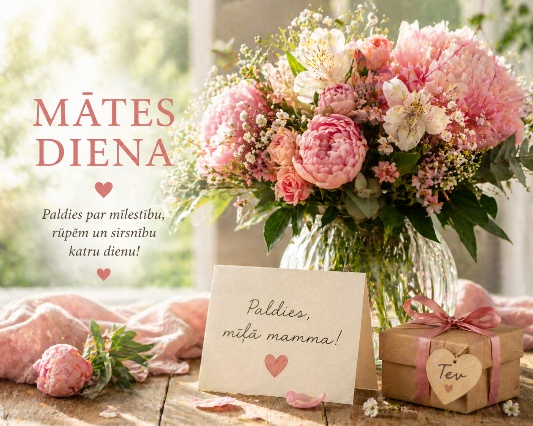 MĀTES
DIENA
Paldies par mīlestību,
rūpēm un sirsnību
katru dienu!
Paldies,
mīļā mamma!
Tev